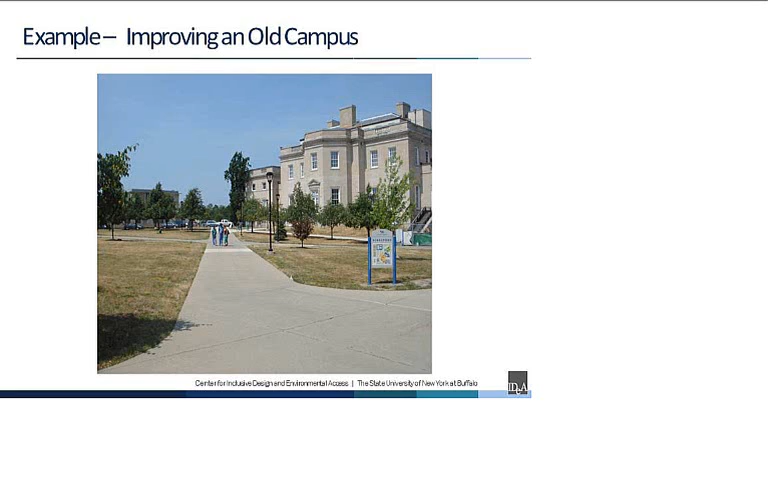 Example – Improving an Old Campus
Center for Inclusive Design and Environmental Access | The State University of New York at Buffalo
IDeA